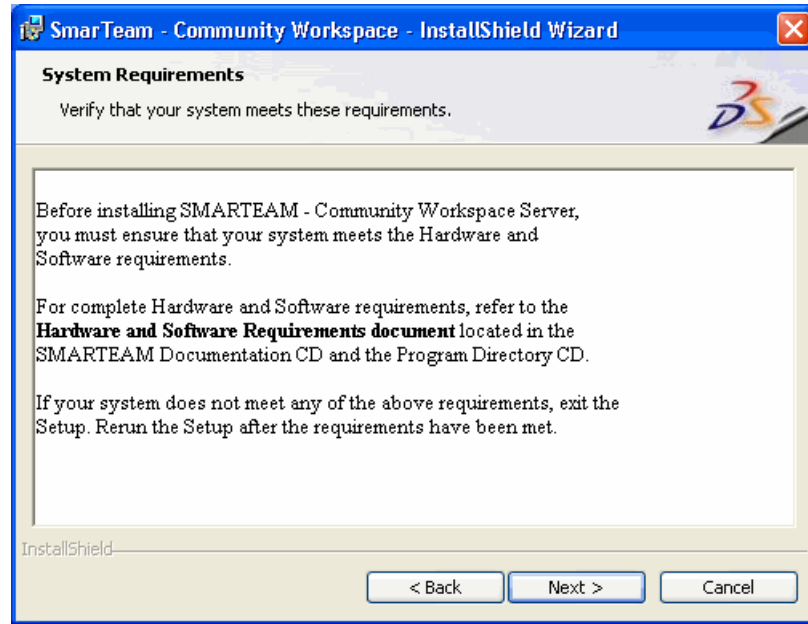 SmarTeam - Community Workspace - InstallShield Wizard
System Requirements
Verify that your system meets these requirements.
Before installing SMARTEAM - Community Workspace Server,
you must ensure that your system meets the Hardware and
Software requirements.
For complete Hardware and Software requirements, refer to the
Hardware and Software Requirements document located in the
SMARTEAM Documentation CD and the Program Directory CD.
If your system does not meet any of the above requirements, exit the
Setup. Rerun the Setup after the requirements have been met.
InstallShield
< Back Next > Cancel